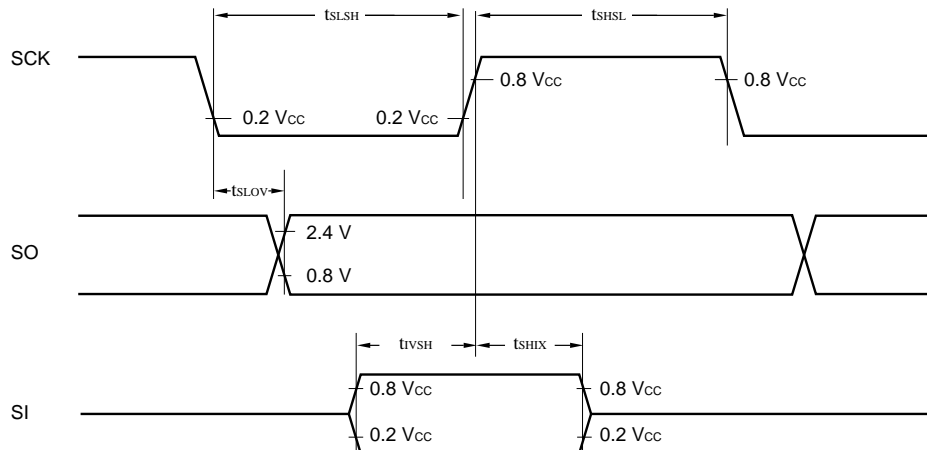 tSLSH tSHSL
SCK
0.8 VCC 0.8 VCC
0.2 VCC 0.2 VCC
tSLOV
2.4 V
SO
0.8 V
tIVSH tSHIX
0.8 VCC 0.8 VCC
SI
0.2 VCC 0.2 VCC